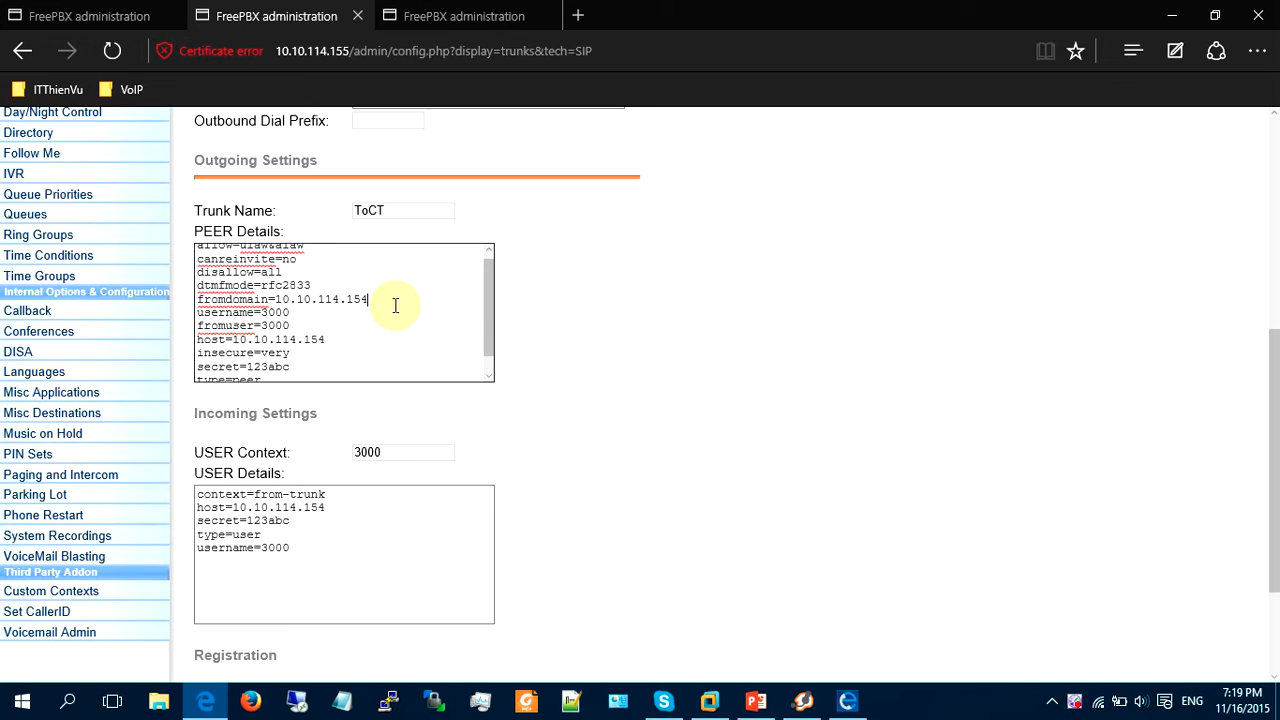 FreePBX administration
FreePBX administration
FreePBX administration
Certificate error
10.10.114.155/admin/config.php?display=trunks&tech=SIP
ITThienVu
VoIP
Day/Night Control
Directory
Follow Me
IVR
Queue Priorities
Queues
Ring Groups
Time Conditions
Time Groups
Internal Options & Configuration
Callback
Conferences
DISA
Languages
Misc Applications
Misc Destinations
Music on Hold
PIN Sets
Paging and Intercom
Parking Lot
Phone Restart
System Recordings
VoiceMail Blasting
Third Party Addon
Custom Contexts
Set CallerID
Voicemail Admin
Outbound Dial Prefix:
Outgoing Settings
Trunk Name:
ToCT
PEER Details:
allow=ulaw&alaw
canreinvite=no
disallow=all
dtmfmode=rfc2833
fromdomain=10.10.114.154
username=3000
fromuser=3000
host=10.10.114.154
insecure=very
secret=123abc
type=peer
Incoming Settings
USER Context:
3000
USER Details:
context=from-trunk
host=10.10.114.154
secret=123abc
type=user
username=3000
Registration
ENG
7:19 PM
11/16/2015